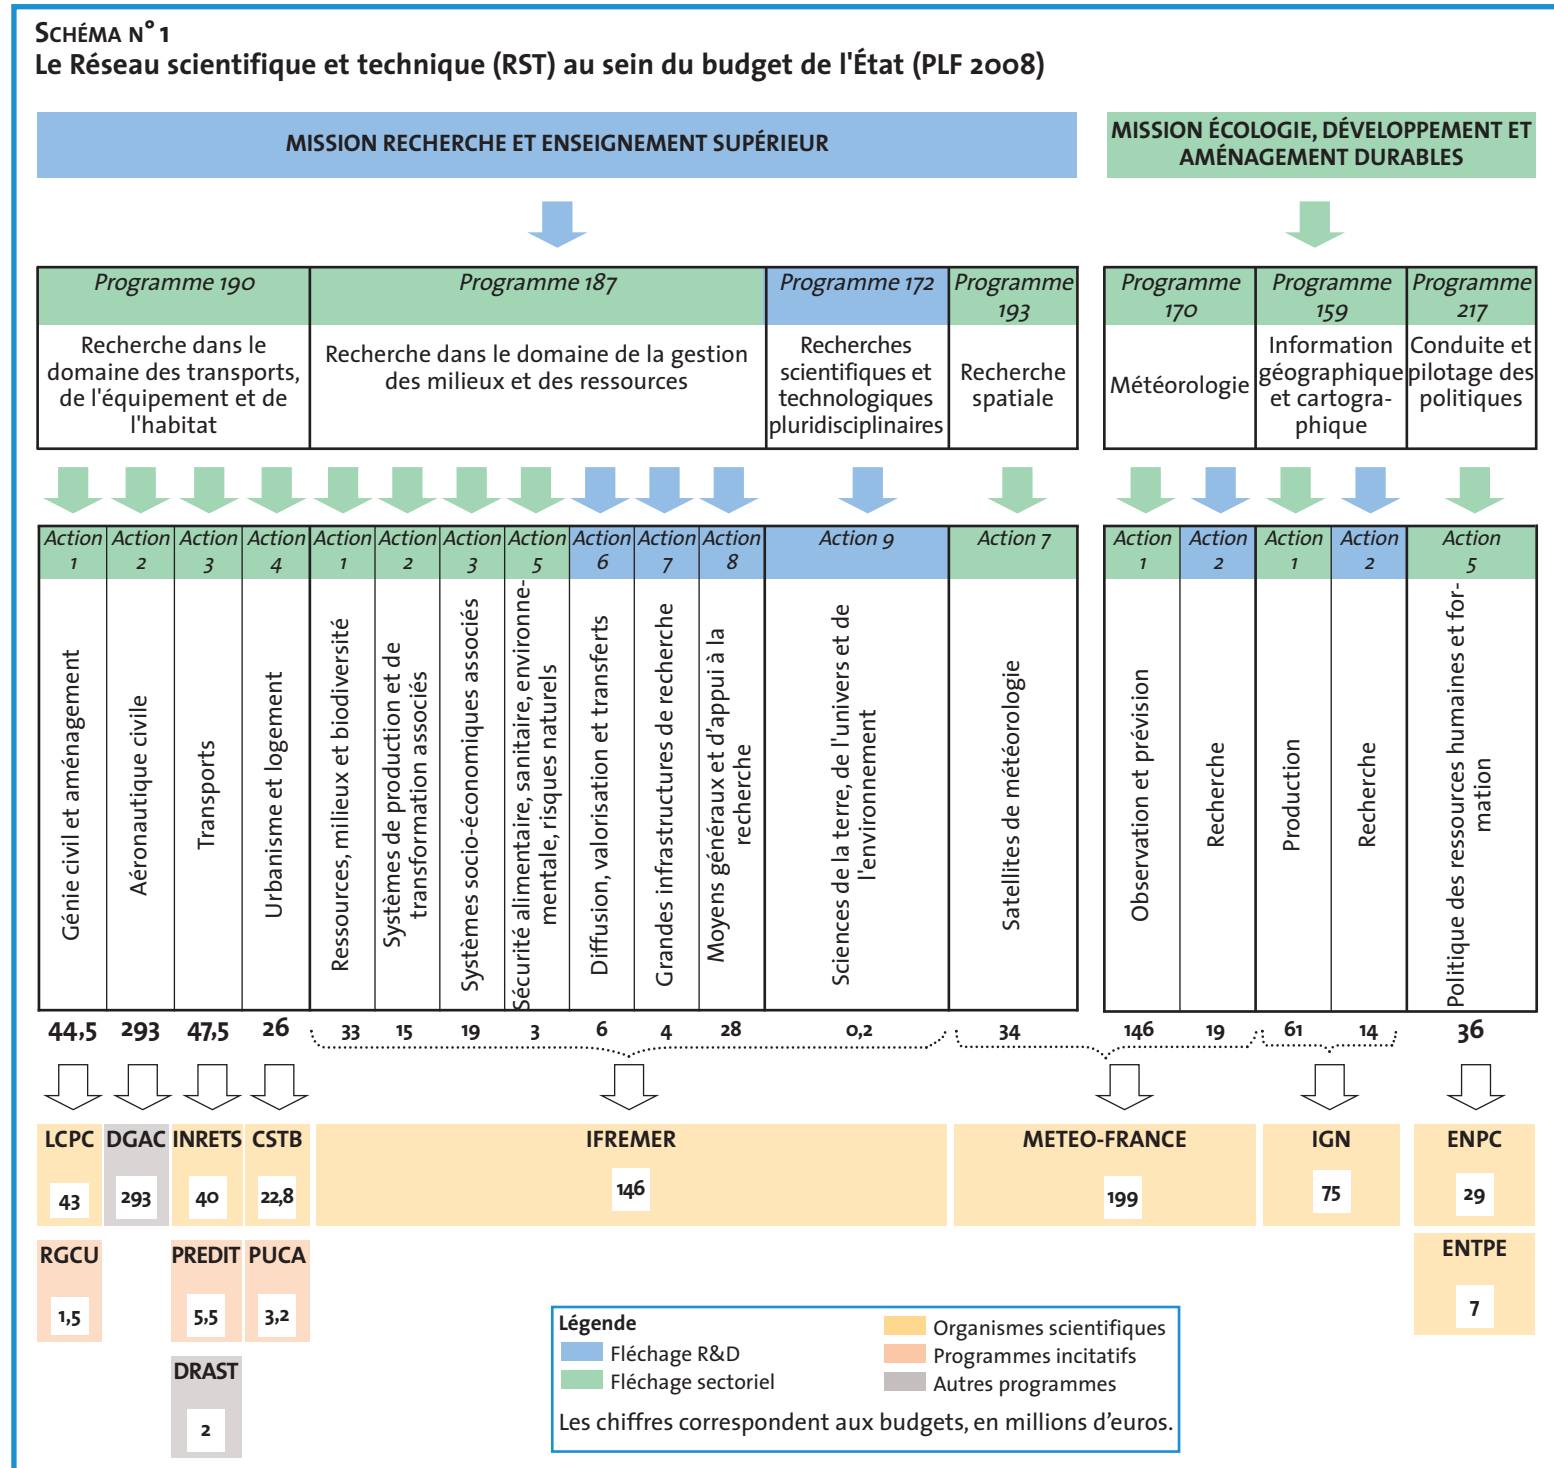 SCHÉMA N° 1
Le Réseau scientifique et technique (RST) au sein du budget de l'État (PLF 2008)
MISSION RECHERCHE ET ENSEIGNEMENT SUPÉRIEUR
MISSION ÉCOLOGIE, DÉVELOPPEMENT ET
AMÉNAGEMENT DURABLES
Programme 190
Recherche dans le
domaine des transports,
de l'équipement et de
l'habitat
Programme 187
Recherche dans le domaine de la gestion
des milieux et des ressources
Programme 172
Recherches
scientifiques et
technologiques
pluridisciplinaires
Programme
193
Recherche
spatiale
Programme
170
Météorologie
Programme
159
Information
géographique
et cartogra-
phique
Programme
217
Conduite et
pilotage des
politiques
Action
1
Génie civil et aménagement
44,5
Action
2
Aéronautique civile
293
Action
3
Transports
47,5
Action
4
Urbanisme et logement
26
Action
1
Ressources, milieux et biodiversité
33
Action
2
Systèmes de production et de
transformation associés
15
Action
3
Systèmes socio-économiques associés
19
Action
5
Sécurité alimentaire, sanitaire, environne-
mentale, risques naturels
3
Action
6
Diffusion, valorisation et transferts
6
Action
7
Grandes infrastructures de recherche
4
Action
8
Moyens généraux et d’appui à la
recherche
28
Action 9
Sciences de la terre, de l'univers et de
l'environnement
0,2
Action 7
Satellites de météorologie
34
Action
1
Observation et prévision
146
Action
2
Recherche
19
Action
1
Production
61
Action
2
Recherche
14
Action
5
Politique des ressources humaines et for-
mation
36
LCPC
43
DGAC
293
INRETS
40
CSTB
22,8
IFREMER
146
METEO-FRANCE
199
IGN
75
ENPC
29
RGCU
1,5
PREDIT
5,5
PUCA
3,2
ENTPE
7
DRAST
2
Légende
Fléchage R&D
Fléchage sectoriel
Organismes scientifiques
Programmes incitatifs
Autres programmes
Les chiffres correspondent aux budgets, en millions d’euros.